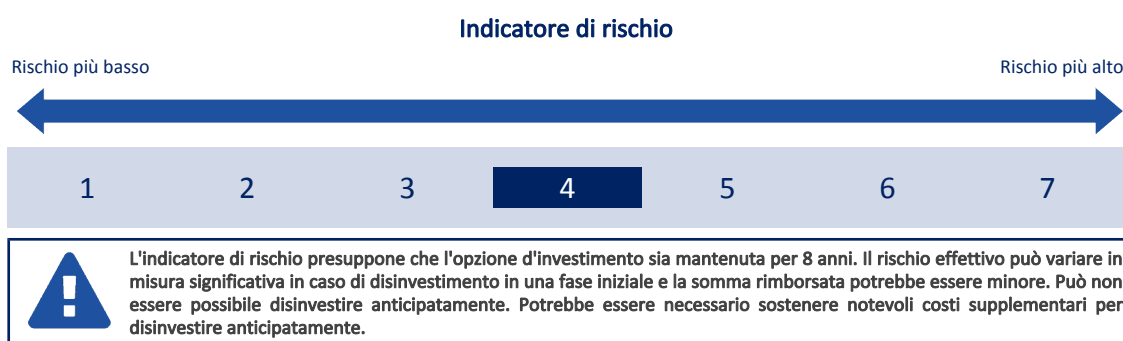 Indicatore di rischio
Rischio più basso
Rischio più alto
1 2 3 4 5 6 7
L'indicatore di rischio presuppone che l'opzione d'investimento sia mantenuta per 8 anni. Il rischio effettivo può variare in
misura significativa in caso di disinvestimento in una fase iniziale e la somma rimborsata potrebbe essere minore. Può non
essere possibile disinvestire anticipatamente. Potrebbe essere necessario sostenere notevoli costi supplementari per
disinvestire anticipatamente.